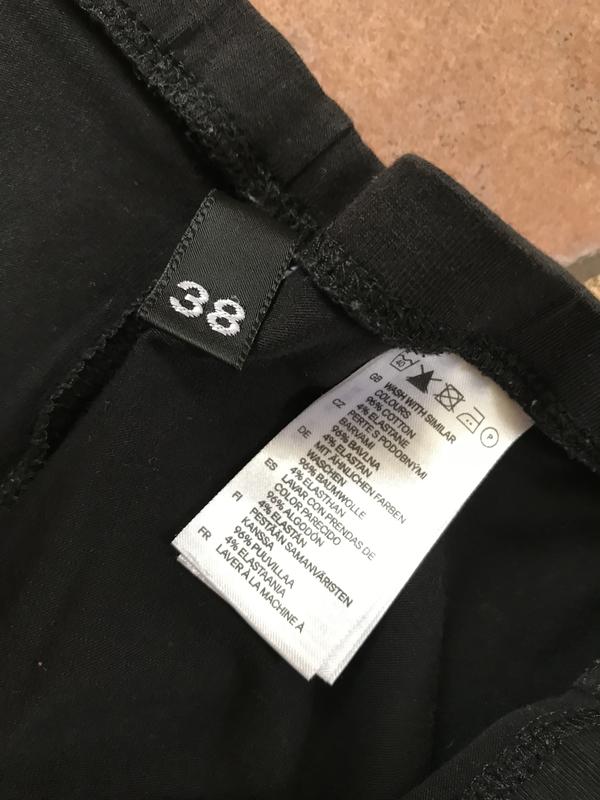 38
40
P
GB WASH WITH SIMILAR
COLOURS
96% COTTON
4% ELASTANE
CZ PERTE S PODOBNÝMI
BARVAMI
96% BAVLNA
4% ELASTAN
DE MIT ÄHNLICHEN FARBEN
WASCHEN
96% BAUMWOLLE
4% ELASTHAN
ES LAVAR CON PRENDAS DE
COLOR PARECIDO
96% ALGODÓN
4% ELASTÁN
FI PESTÄÄN SAMANVÄRISTEN
KANSSA
96% PUUVILLAA
4% ELASTAANIA
FR LAVER À LA MACHINE À